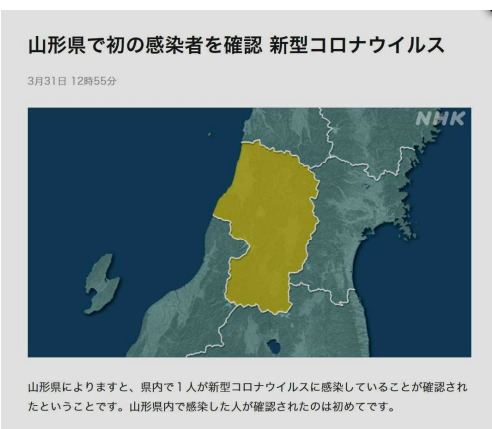 山形県で初の感染者を確認 新型コロナウイルス
3月31日 12時55分
NHK
山形県によりますと、県内で1人が新型コロナウイルスに感染していることが確認され
たということです。山形県内で感染した人が確認されたのは初めてです。